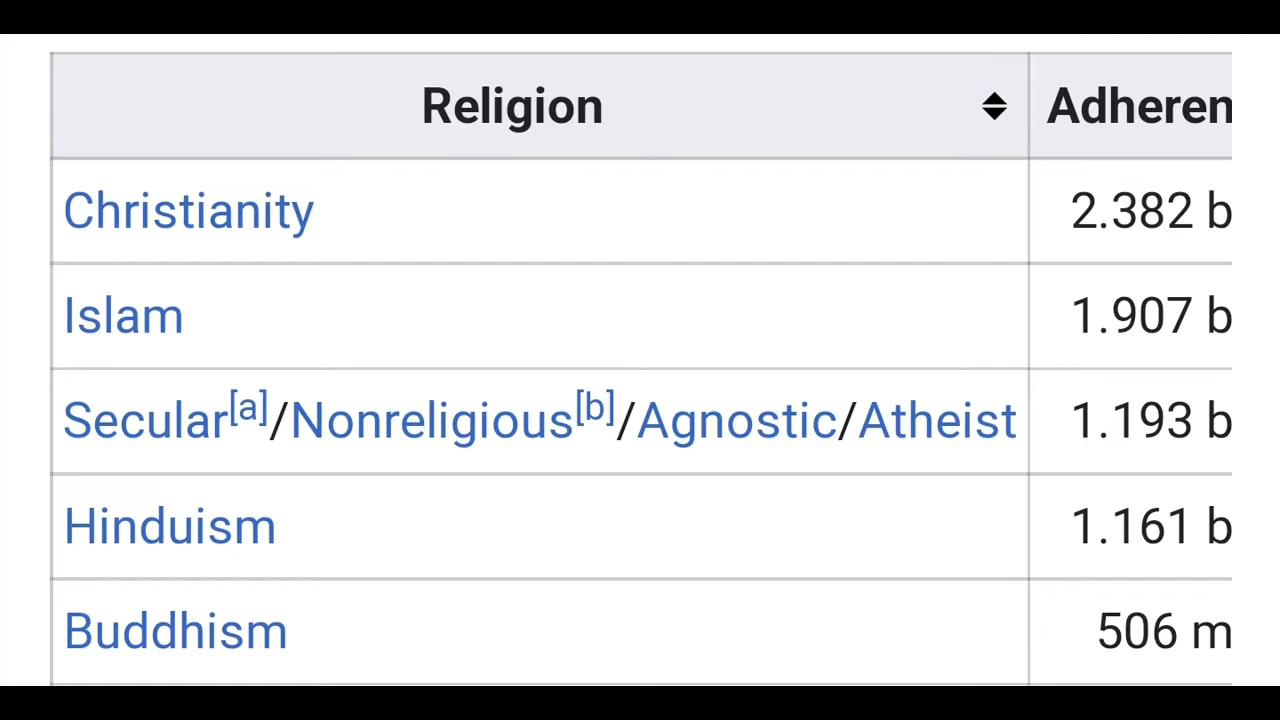 Religion Adheren
Christianity 2.382 b
Islam 1.907 b
Secular[a]/Nonreligious[b]/Agnostic/Atheist 1.193 b
Hinduism 1.161 b
Buddhism 506 m